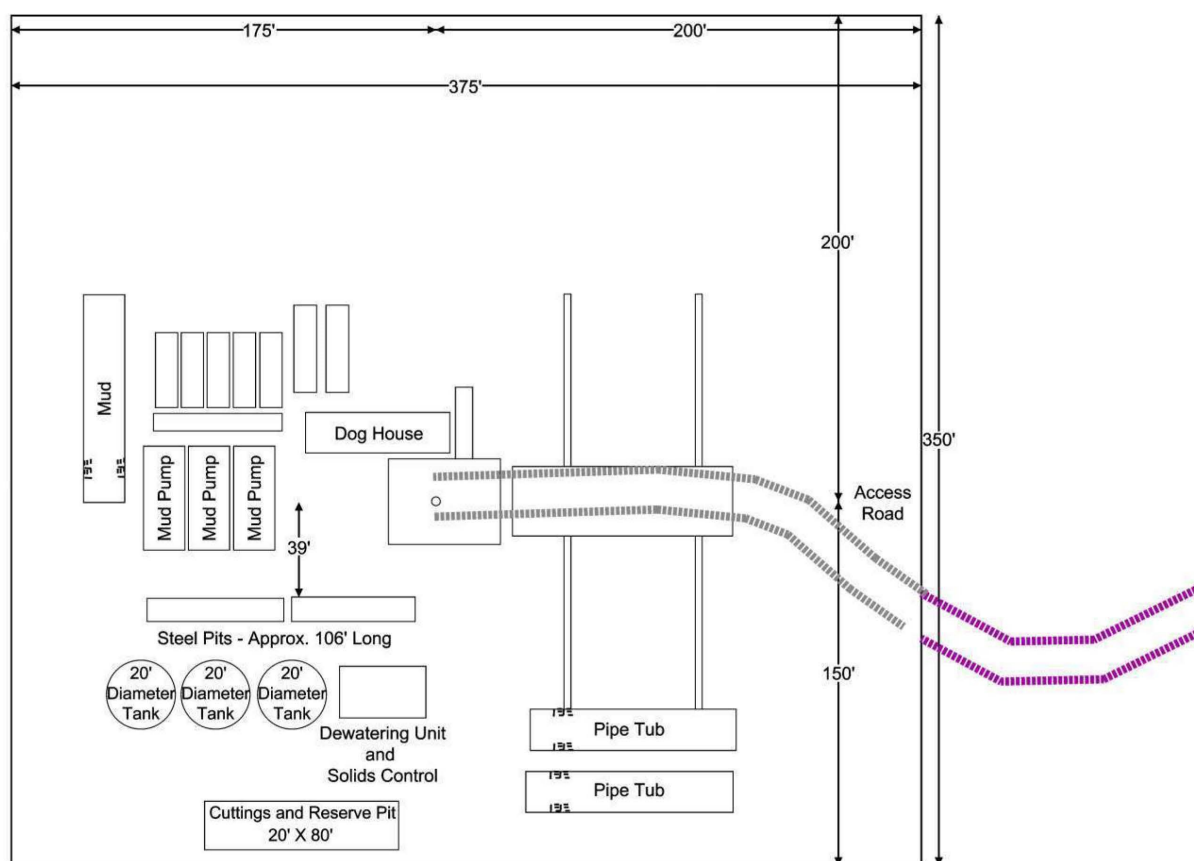 175'
200'
375'
200'
350'
Mud
Dog House
Mud Pump
Mud Pump
Mud Pump
Access
Road
39'
Steel Pits - Approx. 106' Long
20'
Diameter
Tank
20'
Diameter
Tank
20'
Diameter
Tank
150'
Dewatering Unit
and
Solids Control
Pipe Tub
Pipe Tub
Cuttings and Reserve Pit
20' X 80'